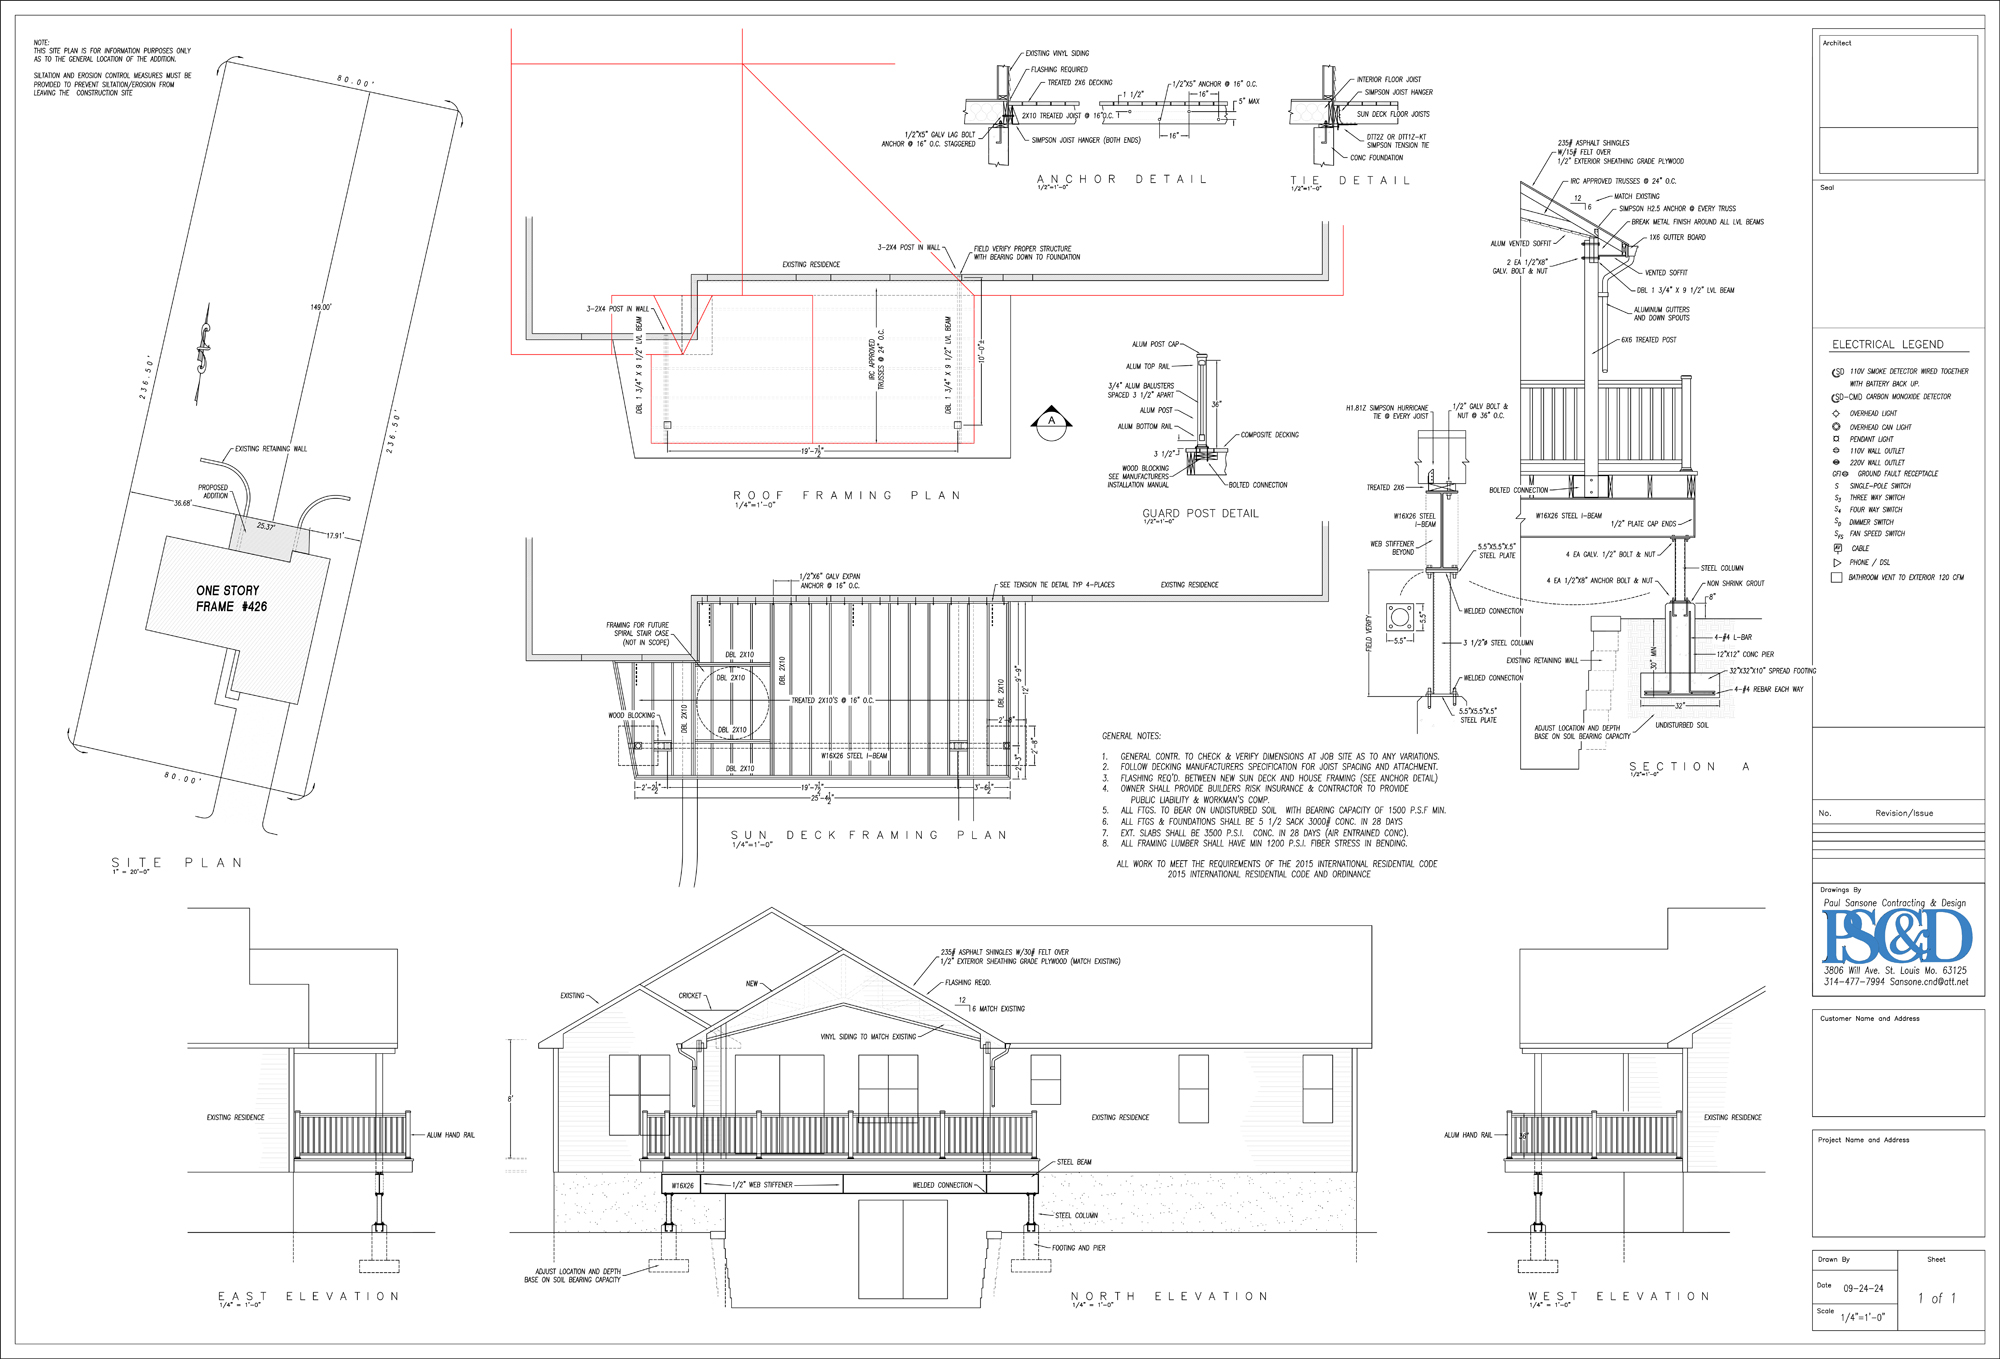 NOTE:
THIS SITE PLAN IS FOR INFORMATION PURPOSES ONLY
AS TO THE GENERAL LOCATION OF THE ADDITION.
SILTATION AND EROSION CONTROL MEASURES MUST BE
PROVIDED TO PREVENT SILTATION/EROSION FROM
LEAVING THE CONSTRUCTION SITE
80.00'
149.00'
236.50'
236.50'
EXISTING RETAINING WALL
PROPOSED
ADDITION
36.68'
25.37'
17.91'
ONE STORY
FRAME #426
80.00'
SITE PLAN
1" = 20'-0"
EXISTING RESIDENCE
3-2X4 POST IN WALL
FIELD VERIFY PROPER STRUCTURE
WITH BEARING DOWN TO FOUNDATION
3-2X4 POST IN WALL
DBL 1 3/4" X 9 1/2" LVL BEAM
IRC APPROVED
TRUSSES @ 24" O.C.
DBL 1 3/4" X 9 1/2" LVL BEAM
10'-0"±
19'-7½"
A
ROOF FRAMING PLAN
1/4"=1'-0"
EXISTING VINYL SIDING
FLASHING REQUIRED
TREATED 2X6 DECKING
2X10 TREATED JOIST @ 16"O.C.
1/2"X5" GALV LAG BOLT
ANCHOR @ 16" O.C. STAGGERED
SIMPSON JOIST HANGER (BOTH ENDS)
1 1/2"
1/2"X5" ANCHOR @ 16" O.C.
16"
5" MAX
16"
ANCHOR DETAIL
1/2"=1'-0"
INTERIOR FLOOR JOIST
SIMPSON JOIST HANGER
SUN DECK FLOOR JOISTS
DTT2Z OR DTT1Z-KT
SIMPSON TENSION TIE
CONC FOUNDATION
TIE DETAIL
1/2"=1'-0"
ALUM POST CAP
ALUM TOP RAIL
3/4" ALUM BALUSTERS
SPACED 3 1/2" APART
ALUM POST
ALUM BOTTOM RAIL
36"
COMPOSITE DECKING
3 1/2"
WOOD BLOCKING
SEE MANUFACTURERS
INSTALLATION MANUAL
BOLTED CONNECTION
GUARD POST DETAIL
1/2"=1'-0"
H1.81Z SIMPSON HURRICANE
TIE @ EVERY JOIST
1/2" GALV BOLT &
NUT @ 36" O.C.
TREATED 2X6
W16X26 STEEL
I-BEAM
WEB STIFFENER
BEYOND
5.5"X5.5"X.5"
STEEL PLATE
WELDED CONNECTION
5.5"
5.5"
FIELD VERIFY
3 1/2"ø STEEL COLUMN
WELDED CONNECTION
5.5"X5.5"X.5"
STEEL PLATE
235# ASPHALT SHINGLES
W/15# FELT OVER
1/2" EXTERIOR SHEATHING GRADE PLYWOOD
IRC APPROVED TRUSSES @ 24" O.C.
12
6
MATCH EXISTING
SIMPSON H2.5 ANCHOR @ EVERY TRUSS
BREAK METAL FINISH AROUND ALL LVL BEAMS
1X6 GUTTER BOARD
ALUM VENTED SOFFIT
2 EA 1/2"X8"
GALV. BOLT & NUT
VENTED SOFFIT
DBL 1 3/4" X 9 1/2" LVL BEAM
ALUMINUM GUTTERS
AND DOWN SPOUTS
6X6 TREATED POST
BOLTED CONNECTION
W16X26 STEEL I-BEAM
1/2" PLATE CAP ENDS
4 EA GALV. 1/2" BOLT & NUT
STEEL COLUMN
4 EA 1/2"X8" ANCHOR BOLT & NUT
NON SHRINK GROUT
8"
4-#4 L-BAR
12"X12" CONC PIER
EXISTING RETAINING WALL
30" MIN
32"X32"X10" SPREAD FOOTING
4-#4 REBAR EACH WAY
32"
ADJUST LOCATION AND DEPTH
BASE ON SOIL BEARING CAPACITY
UNDISTURBED SOIL
SECTION A
1/2"=1'-0"
1/2"X6" GALV EXPAN
ANCHOR @ 16" O.C.
SEE TENSION TIE DETAIL TYP 4-PLACES
EXISTING RESIDENCE
FRAMING FOR FUTURE
SPIRAL STAIR CASE
(NOT IN SCOPE)
DBL 2X10
DBL 2X10
DBL 2X10
TREATED 2X10'S @ 16" O.C.
DBL 2X10
9'-9"
12'
WOOD BLOCKING
DBL 2X10
DBL 2X10
2'-8"
2'-8"
W16X26 STEEL I-BEAM
DBL 2X10
3"
2'-2½"
19'-7½"
3'-6½"
25'-4½"
SUN DECK FRAMING PLAN
1/4"=1'-0"
GENERAL NOTES:
1. GENERAL CONTR. TO CHECK & VERIFY DIMENSIONS AT JOB SITE AS TO ANY VARIATIONS.
2. FOLLOW DECKING MANUFACTURERS SPECIFICATION FOR JOIST SPACING AND ATTACHMENT.
3. FLASHING REQ'D. BETWEEN NEW SUN DECK AND HOUSE FRAMING (SEE ANCHOR DETAIL)
4. OWNER SHALL PROVIDE BUILDERS RISK INSURANCE & CONTRACTOR TO PROVIDE
PUBLIC LIABILITY & WORKMAN'S COMP.
5. ALL FTGS. TO BEAR ON UNDISTURBED SOIL WITH BEARING CAPACITY OF 1500 P.S.F MIN.
6. ALL FTGS & FOUNDATIONS SHALL BE 5 1/2 SACK 3000# CONC. IN 28 DAYS
7. EXT. SLABS SHALL BE 3500 P.S.I. CONC. IN 28 DAYS (AIR ENTRAINED CONC).
8. ALL FRAMING LUMBER SHALL HAVE MIN 1200 P.S.I. FIBER STRESS IN BENDING.
ALL WORK TO MEET THE REQUIREMENTS OF THE 2015 INTERNATIONAL RESIDENTIAL CODE
2015 INTERNATIONAL RESIDENTIAL CODE AND ORDINANCE
EXISTING RESIDENCE
ALUM HAND RAIL
EAST ELEVATION
1/4" = 1'-0"
235# ASPHALT SHINGLES W/30# FELT OVER
1/2" EXTERIOR SHEATHING GRADE PLYWOOD (MATCH EXISTING)
FLASHING REQD.
EXISTING
CRICKET
NEW
12
6 MATCH EXISTING
VINYL SIDING TO MATCH EXISTING
8'
EXISTING RESIDENCE
STEEL BEAM
W16X26
1/2" WEB STIFFENER
WELDED CONNECTION
STEEL COLUMN
FOOTING AND PIER
ADJUST LOCATION AND DEPTH
BASE ON SOIL BEARING CAPACITY
NORTH ELEVATION
1/4" = 1'-0"
ALUM HAND RAIL
36"
EXISTING RESIDENCE
WEST ELEVATION
1/4" = 1'-0"
Architect
Seal
ELECTRICAL LEGEND
SD 110V SMOKE DETECTOR WIRED TOGETHER
WITH BATTERY BACK UP.
SD-CMD CARBON MONOXIDE DETECTOR
OVERHEAD LIGHT
OVERHEAD CAN LIGHT
PENDANT LIGHT
110V WALL OUTLET
220V WALL OUTLET
GFI GROUND FAULT RECEPTACLE
S SINGLE-POLE SWITCH
S3 THREE WAY SWITCH
S4 FOUR WAY SWITCH
SD DIMMER SWITCH
SFS FAN SPEED SWITCH
CABLE
PHONE / DSL
BATHROOM VENT TO EXTERIOR 120 CFM
No. Revision/Issue
Drawings By
Paul Sansone Contracting & Design
PSC&D
3806 Will Ave. St. Louis Mo. 63125
314-477-7994 Sansone.cnd@att.net
Customer Name and Address
Project Name and Address
Drawn By
Sheet
Date 09-24-24
1 of 1
Scale 1/4"=1'-0"